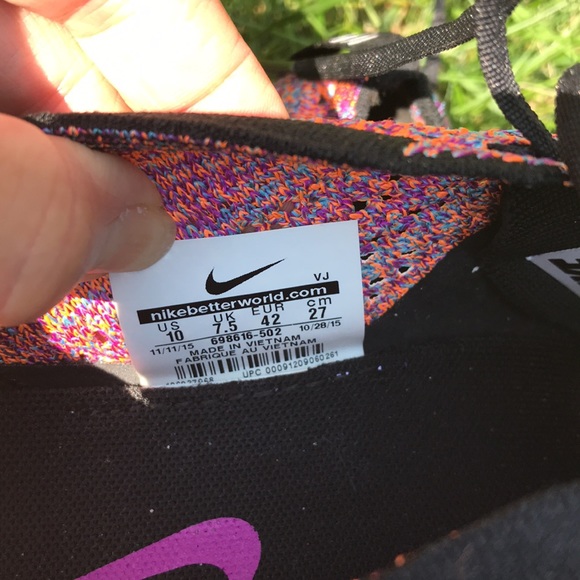 VJ
nikebetterworld.com
US UK EUR cm
10 7.5 42 27
11/11/15 698616-502 10/28/15
MADE IN VIETNAM
FABRIQUE AU VIETNAM
UPC 00091209060261